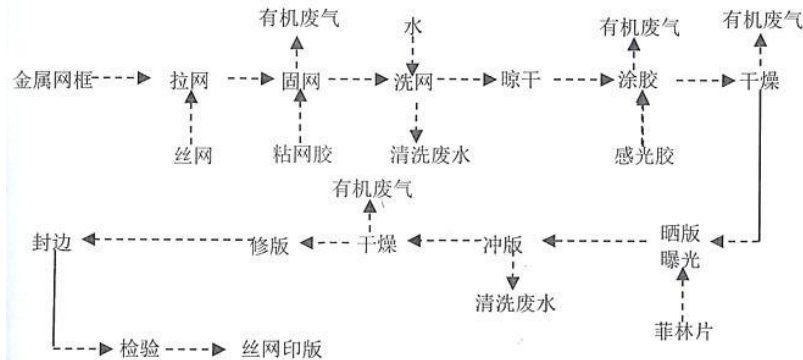 有机废气
水
有机废气
有机废气
金属网框
拉网
固网
洗网
晾干
涂胶
干燥
丝网
粘网胶
清洗废水
感光胶
有机废气
封边
修版
干燥
冲版
晒版
曝光
清洗废水
菲林片
检验
丝网印版